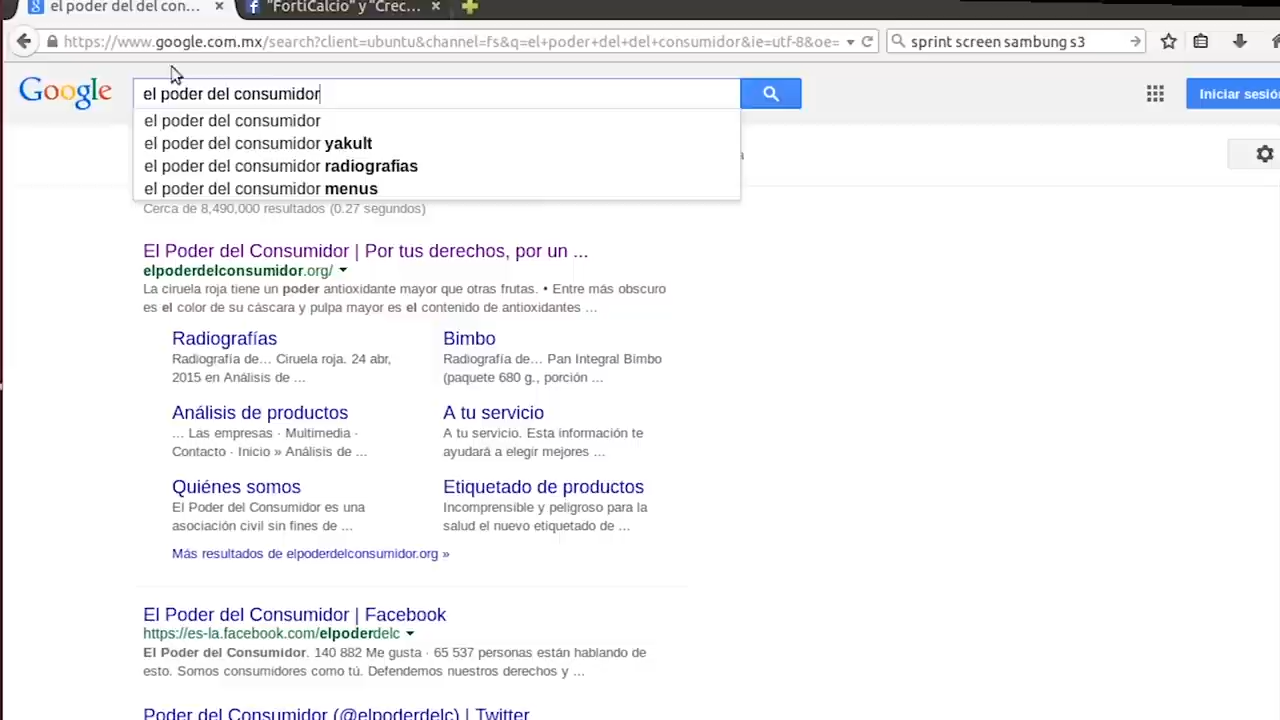 el poder del del con...
"FortiCalcio" y "Crec...
https://www.google.com.mx/search?client=ubuntu&channel=fs&q=el+poder+del+del+consumidor&ie=utf-8&oe=
sprint screen sambung s3
Google
el poder del consumidor
Iniciar sesió
el poder del consumidor
el poder del consumidor yakult
el poder del consumidor radiografías
el poder del consumidor menus
Cerca de 8,490,000 resultados (0.27 segundos)
El Poder del Consumidor | Por tus derechos, por un ...
elpoderdelconsumidor.org/
La ciruela roja tiene un poder antioxidante mayor que otras frutas. • Entre más obscuro
es el color de su cáscara y pulpa mayor es el contenido de antioxidantes ...
Radiografías
Radiografía de... Ciruela roja. 24 abr,
2015 en Análisis de ...
Bimbo
Radiografía de... Pan Integral Bimbo
(paquete 680 g., porción ...
Análisis de productos
... Las empresas · Multimedia ·
Contacto · Inicio » Análisis de ...
A tu servicio
A tu servicio. Esta información te
ayudará a elegir mejores ...
Quiénes somos
El Poder del Consumidor es una
asociación civil sin fines de ...
Etiquetado de productos
Incomprensible y peligroso para la
salud el nuevo etiquetado de ...
Más resultados de elpoderdelconsumidor.org »
El Poder del Consumidor | Facebook
https://es-la.facebook.com/elpoderdelc
El Poder del Consumidor. 140 882 Me gusta · 65 537 personas están hablando de
esto. Somos consumidores como tú. Defendemos nuestros derechos y ...
Poder del Consumidor (@elpoderdelc) | Twitter